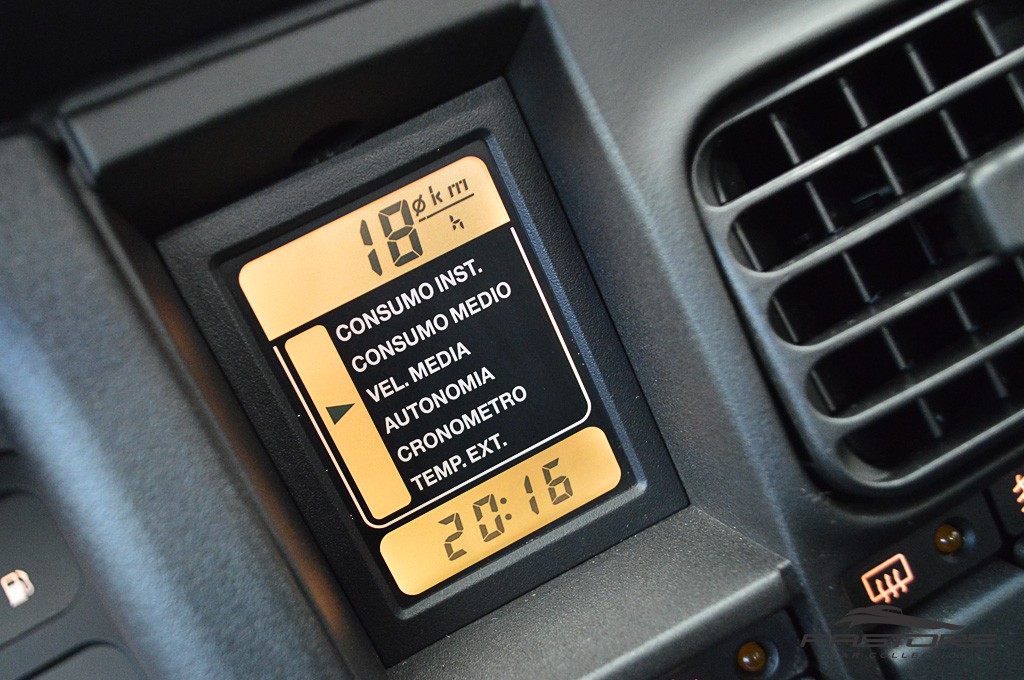 18 ø km/h
CONSUMO INST.
CONSUMO MEDIO
VEL. MEDIA
AUTONOMIA
CRONOMETRO
TEMP. EXT.
20:16